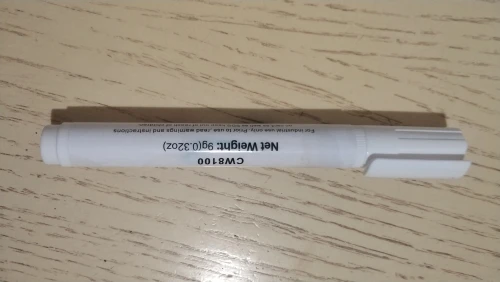 CW8100
Net Weight: 9g(0.32oz)
For industrial use only. Prior to use, read warnings and instructions